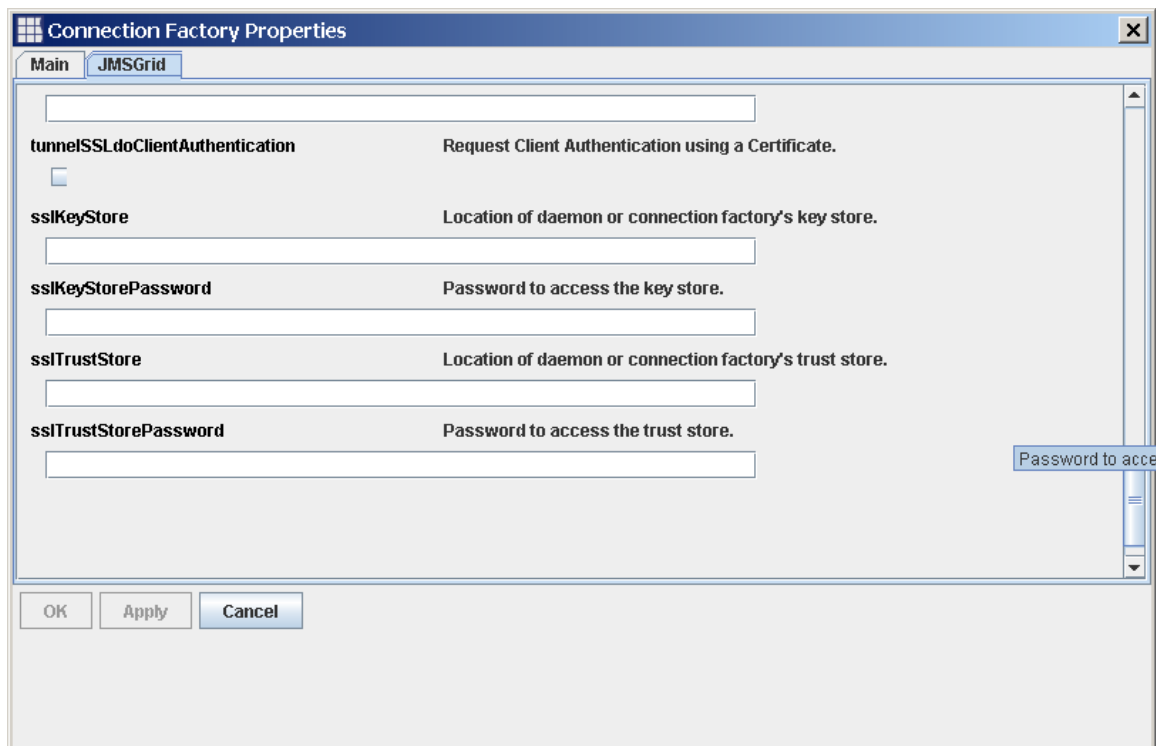 Connection Factory Properties
Main JMSGrid
tunnelSSLdoClientAuthentication Request Client Authentication using a Certificate.
sslKeyStore Location of daemon or connection factory's key store.
sslKeyStorePassword Password to access the key store.
sslTrustStore Location of daemon or connection factory's trust store.
sslTrustStorePassword Password to access the trust store.
Password to acce
OK Apply Cancel